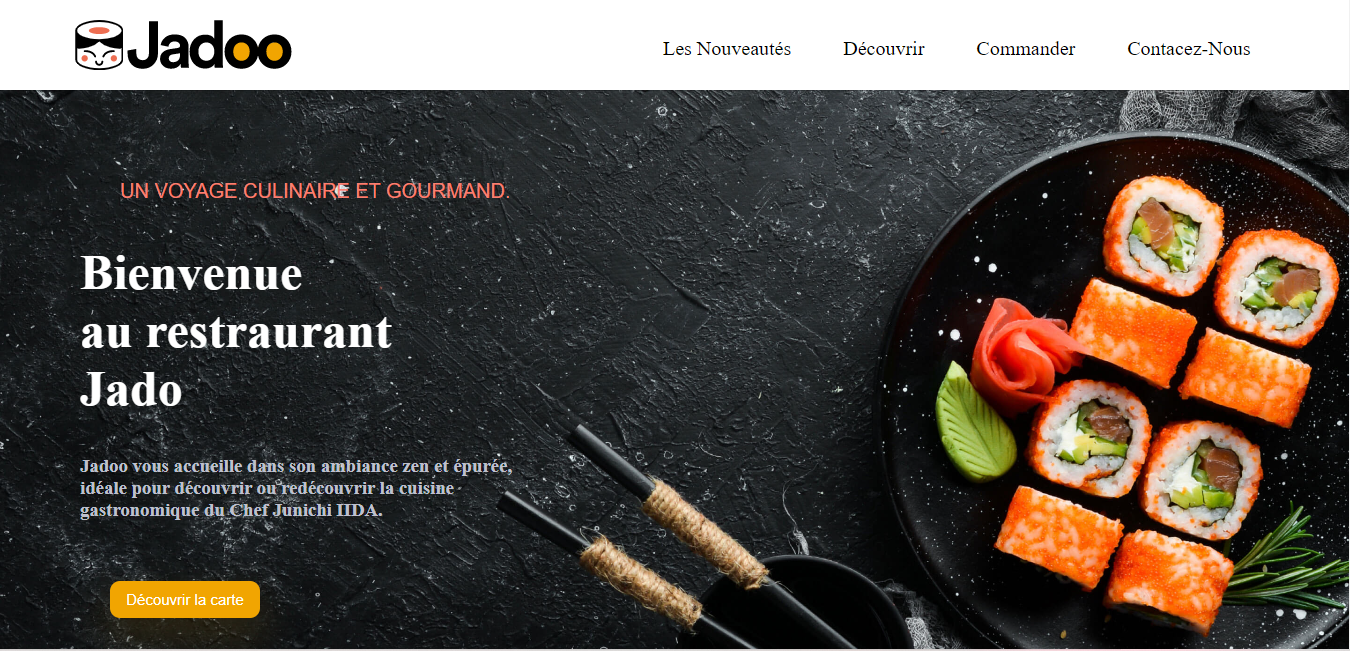 Jadoo
Les Nouveautés
Découvrir
Commander
Contacez-Nous
UN VOYAGE CULINAIRE ET GOURMAND.
Bienvenue
au restraurant
Jado
Jadoo vous accueille dans son ambiance zen et épurée,
idéale pour découvrir ou redécouvrir la cuisine
gastronomique du Chef Junichi IIDA.
Découvrir la carte